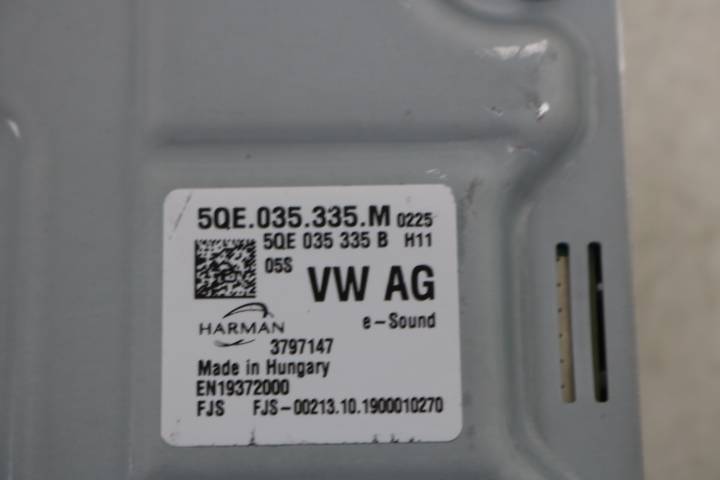 5QE.035.335.M 0225
5QE 035 335 B H11
05S
VW AG
HARMAN
e-Sound
3797147
Made in Hungary
EN19372000
FJS FJS-00213.10.1900010270